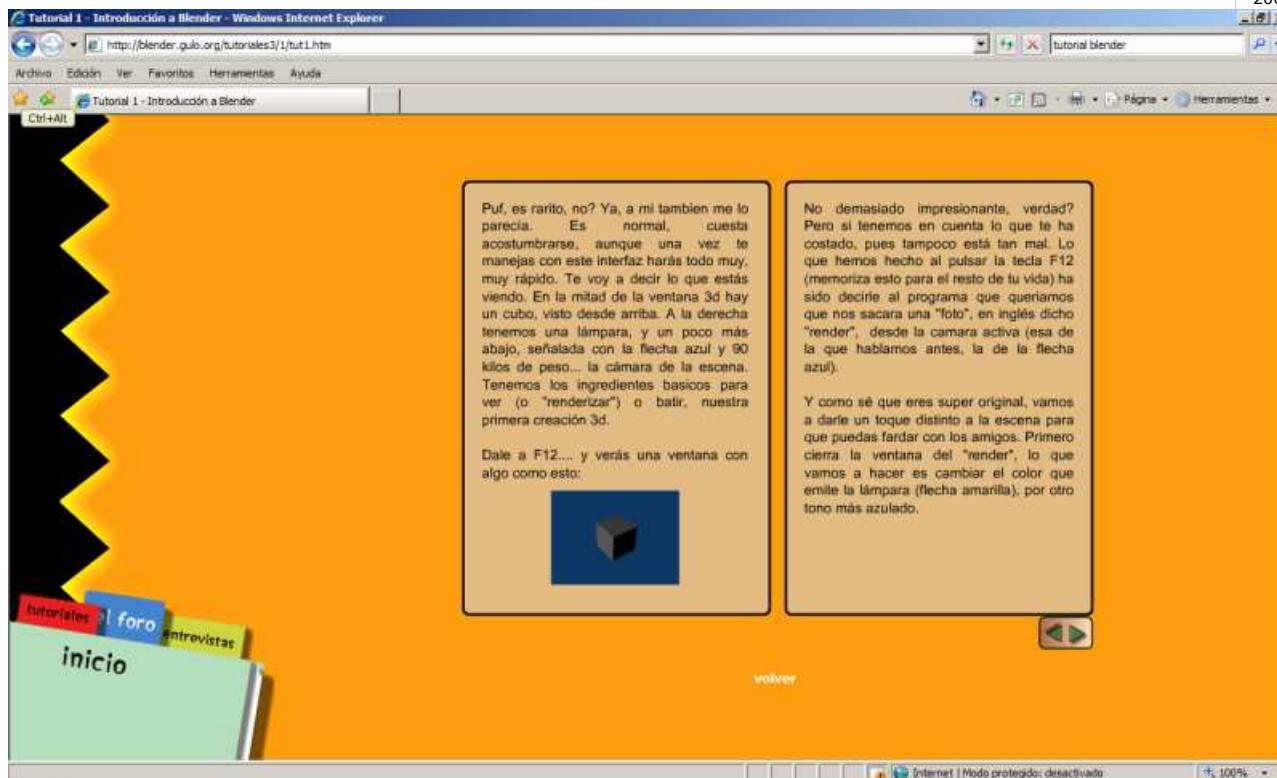 200
Tutorial 1 - Introducción a Blender - Windows Internet Explorer
http://blender.gulo.org/tutoriales3/1/tut1.htm
tutorial blender
Archivo Edición Ver Favoritos Herramientas Ayuda
Tutorial 1 - Introducción a Blender
Página
Herramientas
Ctrl+Alt
Puf, es rarito, no? Ya, a mi tambien me lo
parecía. Es normal, cuesta
acostumbrarse, aunque una vez te
manejas con este interfaz harás todo muy,
muy rápido. Te voy a decir lo que estás
viendo. En la mitad de la ventana 3d hay
un cubo, visto desde arriba. A la derecha
tenemos una lámpara, y un poco más
abajo, señalada con la flecha azul y 90
kilos de peso... la cámara de la escena.
Tenemos los ingredientes basicos para
ver (o "renderizar") o batir, nuestra
primera creación 3d.
Dale a F12.... y verás una ventana con
algo como esto:
No demasiado impresionante, verdad?
Pero si tenemos en cuenta lo que te ha
costado, pues tampoco está tan mal. Lo
que hemos hecho al pulsar la tecla F12
(memoriza esto para el resto de tu vida) ha
sido decirle al programa que queriamos
que nos sacara una "foto", en inglés dicho
"render", desde la camara activa (esa de
la que hablamos antes, la de la flecha
azul).
Y como sé que eres super original, vamos
a darle un toque distinto a la escena para
que puedas fardar con los amigos. Primero
cierra la ventana del "render", lo que
vamos a hacer es cambiar el color que
emite la lámpara (flecha amarilla), por otro
tono más azulado.
tutoriales
el foro
entrevistas
inicio
volver
Internet | Modo protegido: desactivado
100%